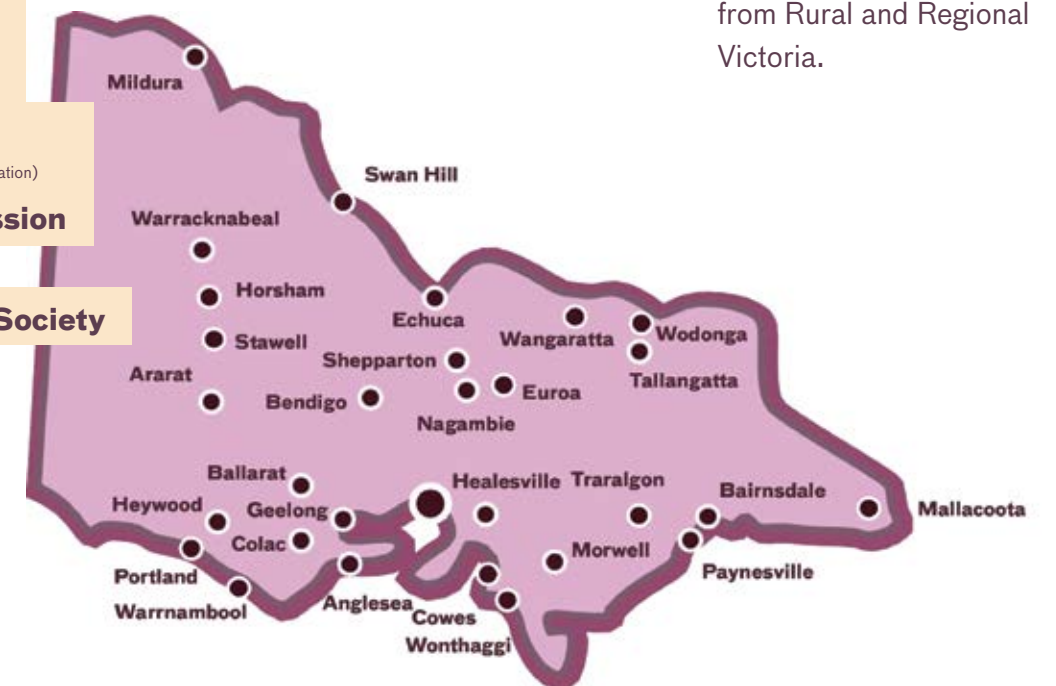 from Rural and Regional
Victoria.
Mildura
ation)
Swan Hill
ssion
Warracknabeal
Horsham
Society
Echuca
Wangaratta
Wodonga
Stawell
Shepparton
Ararat
Tallangatta
Bendigo
Euroa
Nagambie
Ballarat
Healesville
Traralgon
Bairnsdale
Heywood
Geelong
Mallacoota
Colac
Morwell
Portland
Paynesville
Warrnambool
Anglesea
Cowes
Wonthaggi